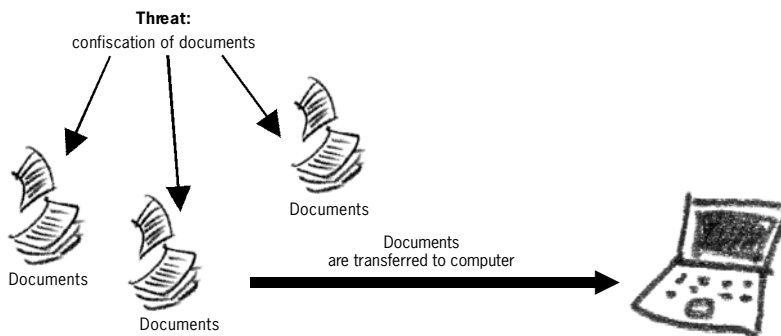 Threat:
confiscation of documents
Documents
Documents
are transferred to computer
Documents
Documents